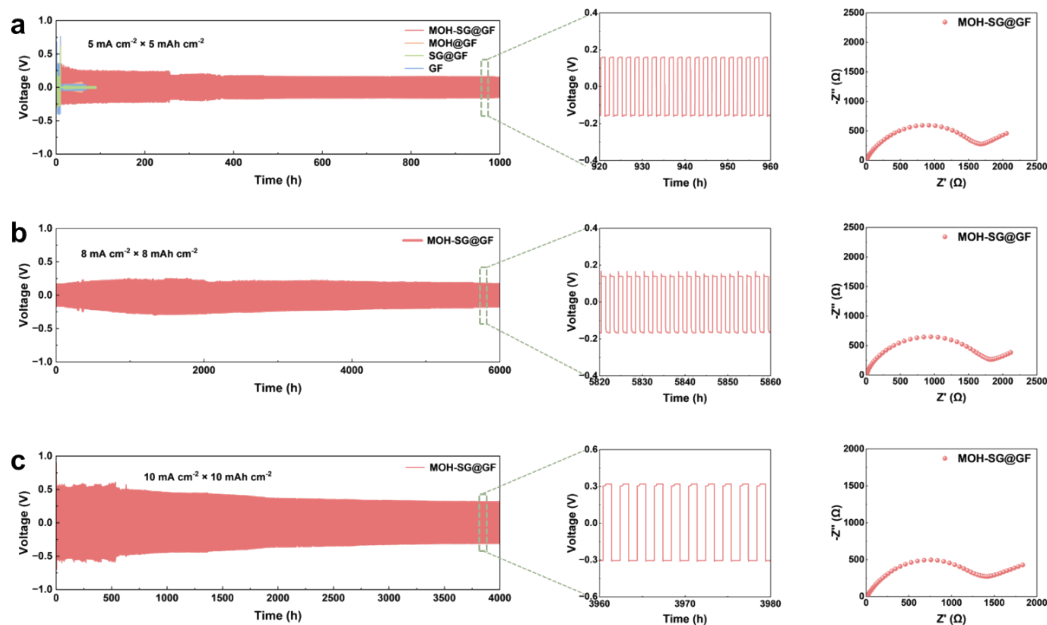 a
1.0
0.5
0.0
−0.5
−1.0
Voltage (V)
5 mA cm⁻² × 5 mAh cm⁻²
MOH-SG@GF
MOH@GF
SG@GF
GF
0 200 400 600 800 1000
Time (h)
0.4
0.2
0.0
−0.2
−0.4
Voltage (V)
920 930 940 950 960
Time (h)
2500
2000
1500
1000
500
0
-Z'' (Ω)
MOH-SG@GF
0 500 1000 1500 2000 2500
Z' (Ω)
b
1.0
0.5
0.0
−0.5
−1.0
Voltage (V)
8 mA cm⁻² × 8 mAh cm⁻²
MOH-SG@GF
0 2000 4000 6000
Time (h)
0.4
0.2
0.0
−0.2
−0.4
Voltage (V)
5820 5830 5840 5850 5860
Time (h)
2500
2000
1500
1000
500
0
-Z'' (Ω)
MOH-SG@GF
0 500 1000 1500 2000 2500
Z' (Ω)
c
1.0
0.5
0.0
−0.5
−1.0
Voltage (V)
10 mA cm⁻² × 10 mAh cm⁻²
MOH-SG@GF
0 500 1000 1500 2000 2500 3000 3500 4000
Time (h)
0.6
0.3
0.0
−0.3
−0.6
Voltage (V)
3960 3970 3980
Time (h)
2000
1500
1000
500
0
-Z'' (Ω)
MOH-SG@GF
0 500 1000 1500 2000
Z' (Ω)